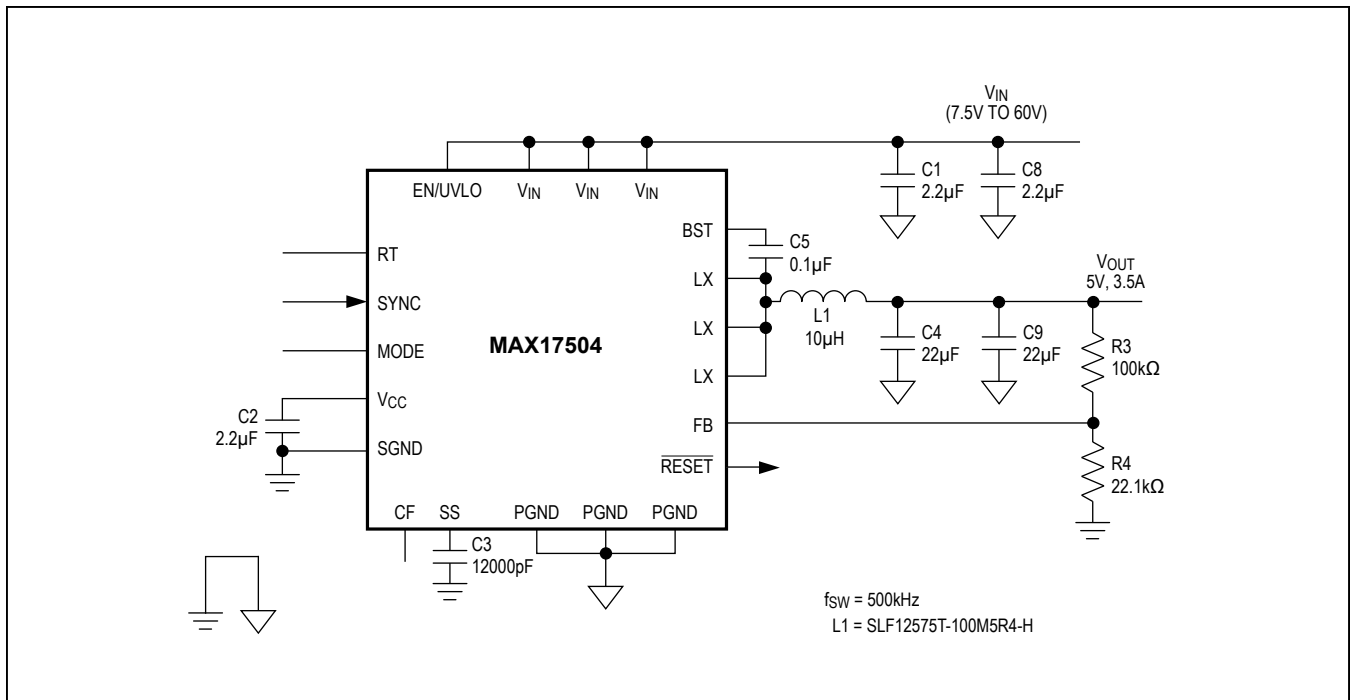 VIN
(7.5V TO 60V)
EN/UVLO
VIN
VIN
VIN
C1
2.2µF
C8
2.2µF
RT
SYNC
MODE
VCC
SGND
C2
2.2µF
MAX17504
BST
LX
LX
LX
FB
RESET
C5
0.1µF
L1
10µH
VOUT
5V, 3.5A
C4
22µF
C9
22µF
R3
100kΩ
R4
22.1kΩ
CF
SS
PGND
PGND
PGND
C3
12000pF
fSW = 500kHz
L1 = SLF12575T-100M5R4-H